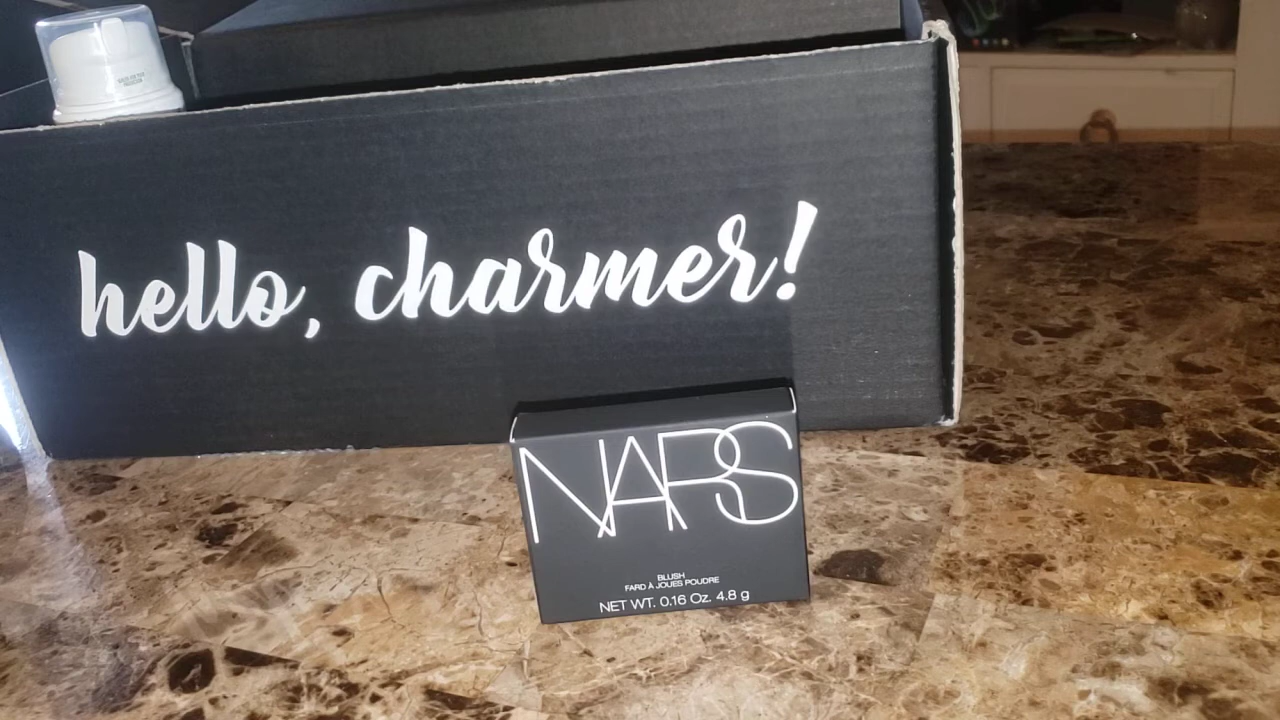 hello, charmer!
NARS
BLUSH
FARD À JOUES POUDRE
NET WT. 0.16 Oz. 4.8 g